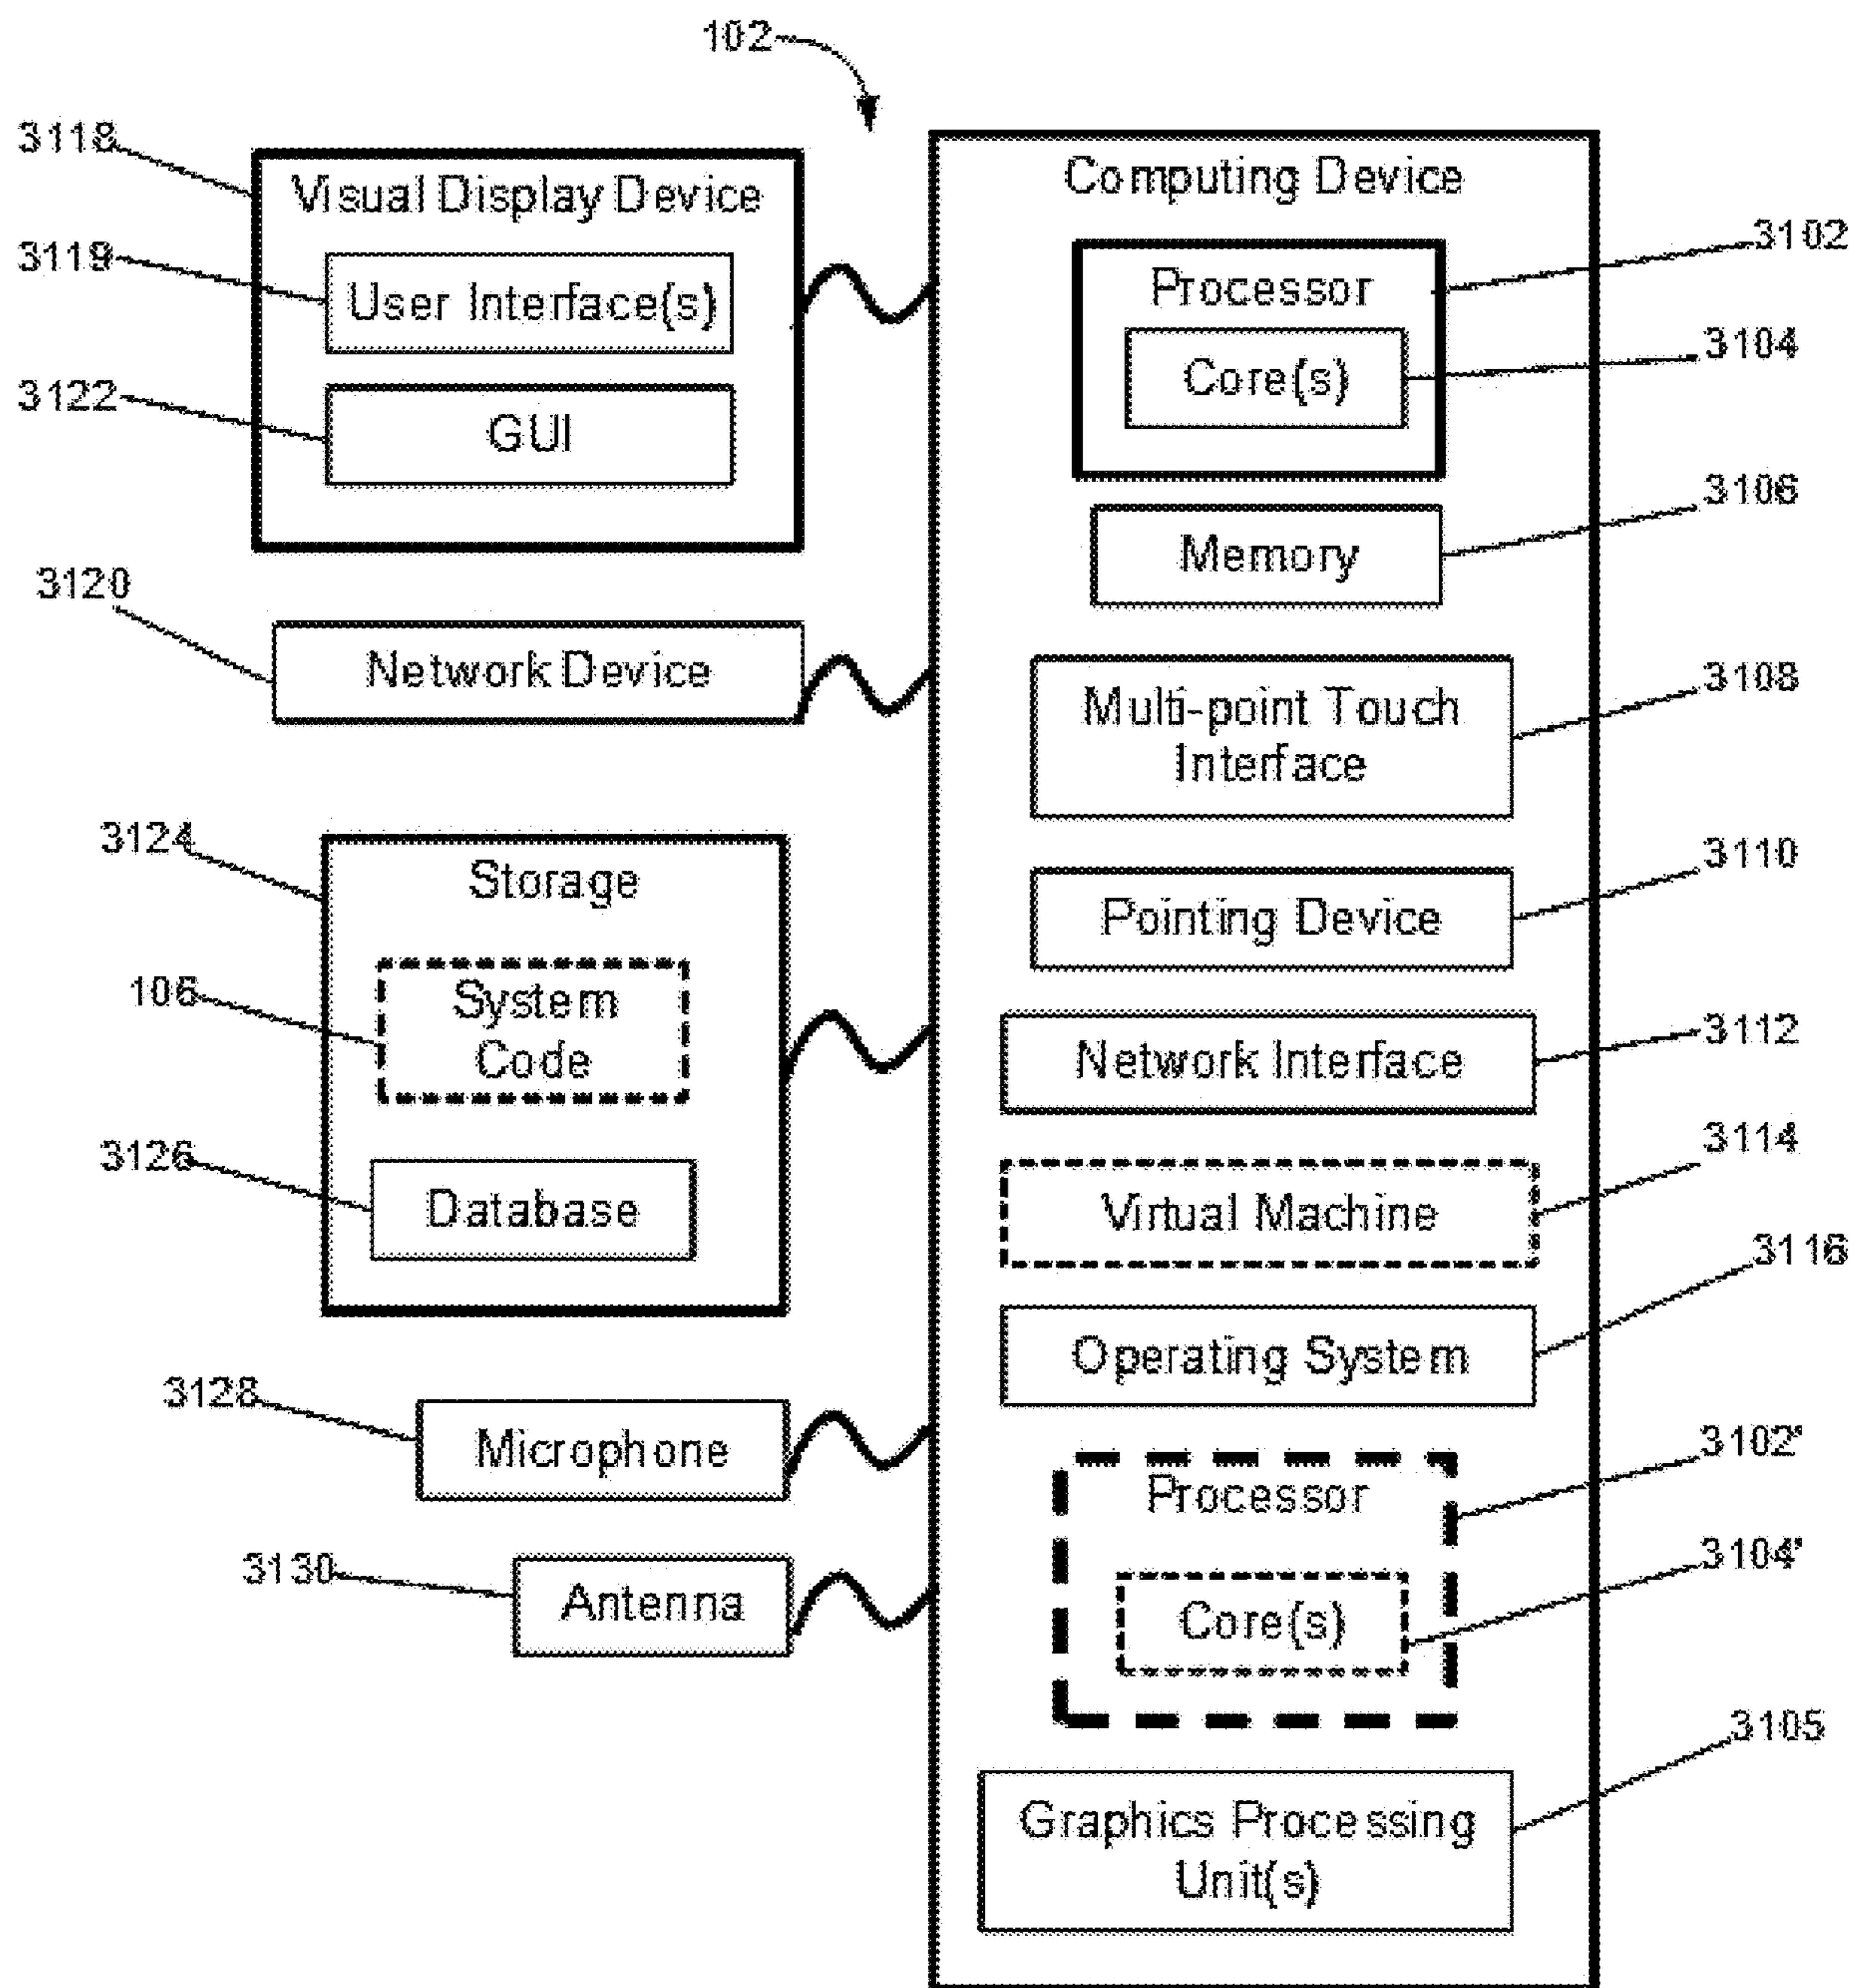 102
3118
Visual Display Device
3119
User Interface(s)
3122
GUI
3120
Network Device
3124
Storage
106
System
Code
3126
Database
3128
Microphone
3130
Antenna
Computing Device
3102
Processor
3104
Core(s)
3106
Memory
3108
Multi-point Touch
Interface
3110
Pointing Device
3112
Network Interface
3114
Virtual Machine
3116
Operating System
3102'
Processor
3104'
Core(s)
3105
Graphics Processing
Unit(s)